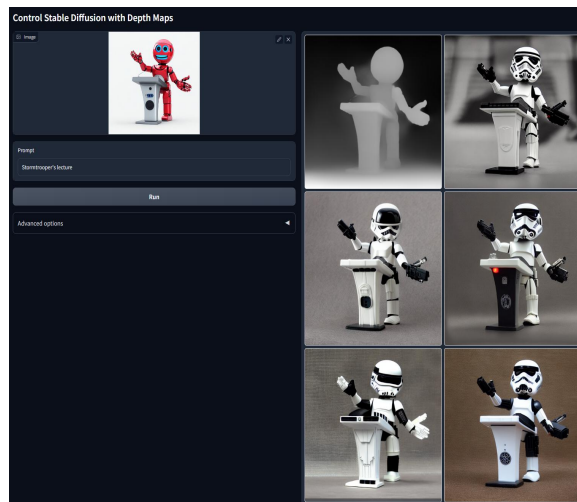 Control Stable Diffusion with Depth Maps
Image
Prompt
Stormtrooper's lecture
Run
Advanced options